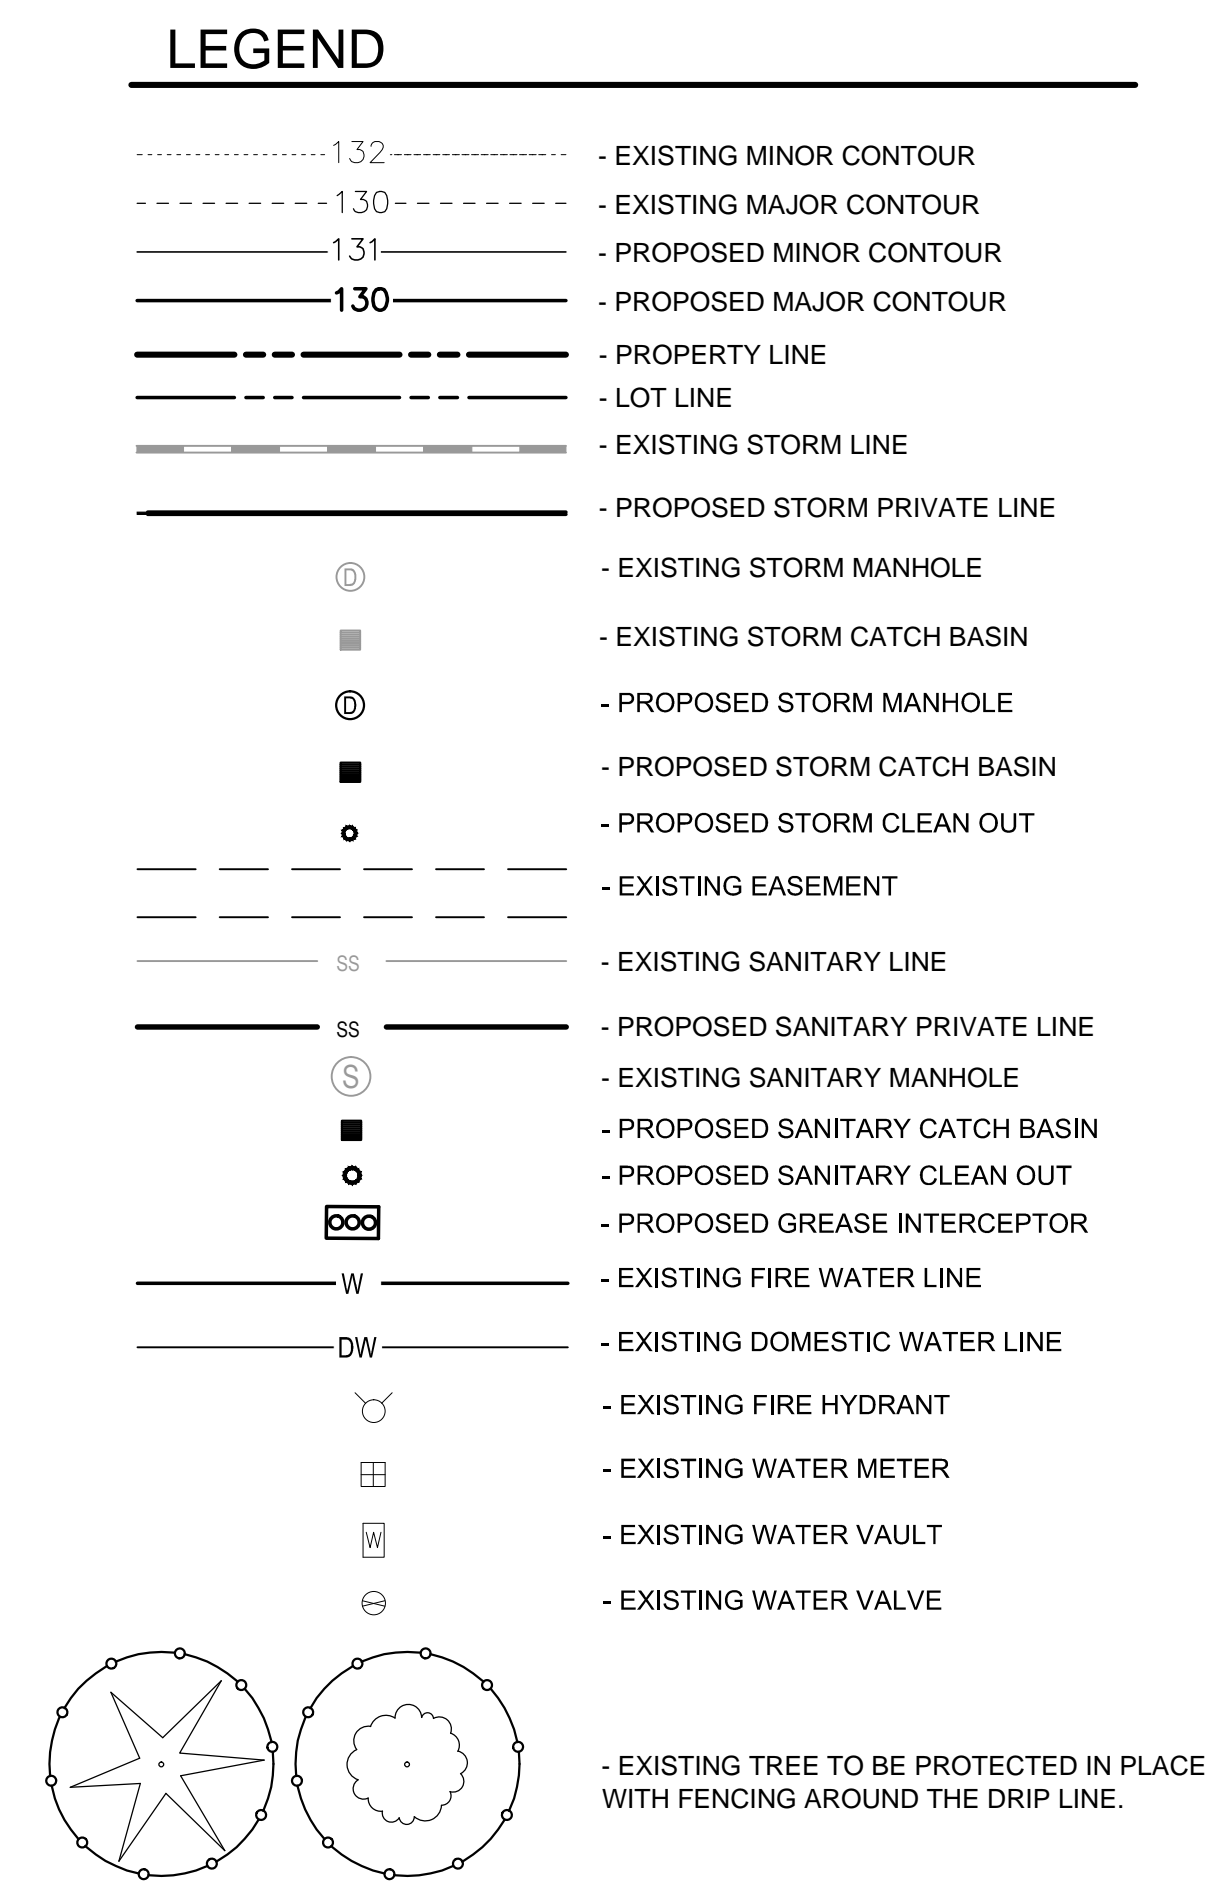 LEGEND
132 - EXISTING MINOR CONTOUR
130 - EXISTING MAJOR CONTOUR
131 - PROPOSED MINOR CONTOUR
130 - PROPOSED MAJOR CONTOUR
- PROPERTY LINE
- LOT LINE
- EXISTING STORM LINE
- PROPOSED STORM PRIVATE LINE
D - EXISTING STORM MANHOLE
- EXISTING STORM CATCH BASIN
D - PROPOSED STORM MANHOLE
- PROPOSED STORM CATCH BASIN
- PROPOSED STORM CLEAN OUT
- EXISTING EASEMENT
SS - EXISTING SANITARY LINE
SS - PROPOSED SANITARY PRIVATE LINE
S - EXISTING SANITARY MANHOLE
- PROPOSED SANITARY CATCH BASIN
- PROPOSED SANITARY CLEAN OUT
- PROPOSED GREASE INTERCEPTOR
W - EXISTING FIRE WATER LINE
DW - EXISTING DOMESTIC WATER LINE
- EXISTING FIRE HYDRANT
- EXISTING WATER METER
W - EXISTING WATER VAULT
- EXISTING WATER VALVE
- EXISTING TREE TO BE PROTECTED IN PLACE
WITH FENCING AROUND THE DRIP LINE.